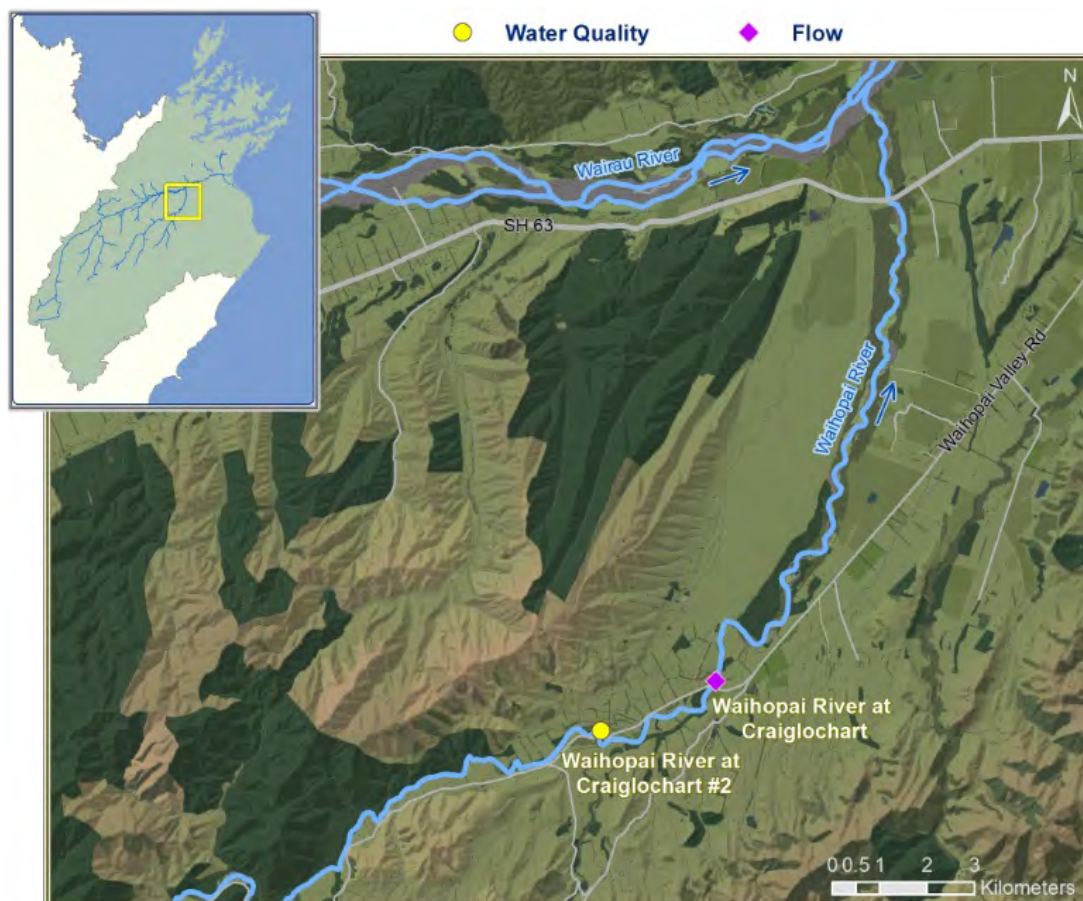 Water Quality
Flow
N
Wairau River
SH 63
Waihopai River
Waihopai Valley Rd
Waihopai River at
Craiglochart
Waihopai River at
Craiglochart #2
0 0.5 1 2 3
Kilometers